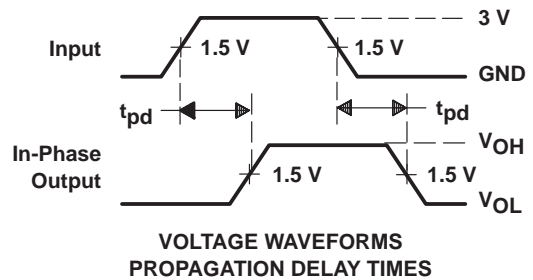 3 V
Input
1.5 V
1.5 V
GND
tpd
tpd
In-Phase
Output
VOH
1.5 V
1.5 V
VOL
VOLTAGE WAVEFORMS
PROPAGATION DELAY TIMES